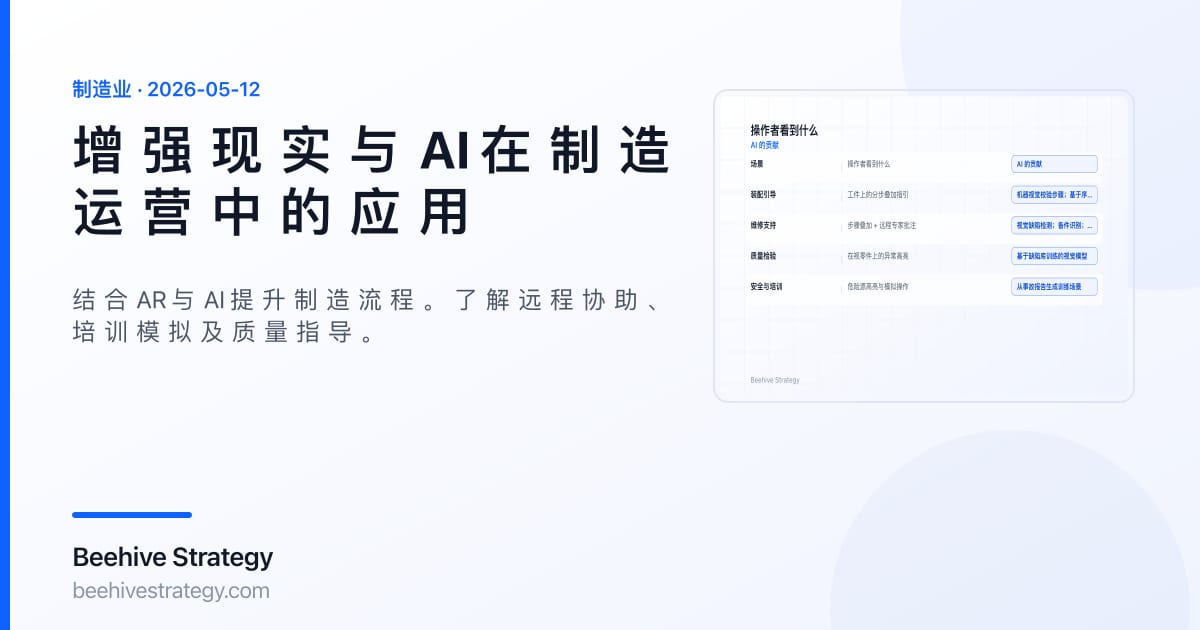 制造业 · 2026-05-12
增强现实与 AI在制造
运营中的应用
结合 AR与 AI提升制造流程。了解远程协助、
培训模拟及质量指导。
Beehive Strategy
beehivestrategy.com
操作者看到什么
AI 的贡献
场景 操作者看到什么 AI 的贡献
装配引导 工件上的分步叠加指引 机器视觉校验步骤；基于序...
维修支持 步骤叠加 + 远程专家批注 视觉缺陷检测；备件识别；...
质量检验 在视零件上的异常高亮 基于缺陷库训练的视觉模型
安全与培训 危险源高亮与模拟操作 从事故报告生成训练场景
Beehive Strategy